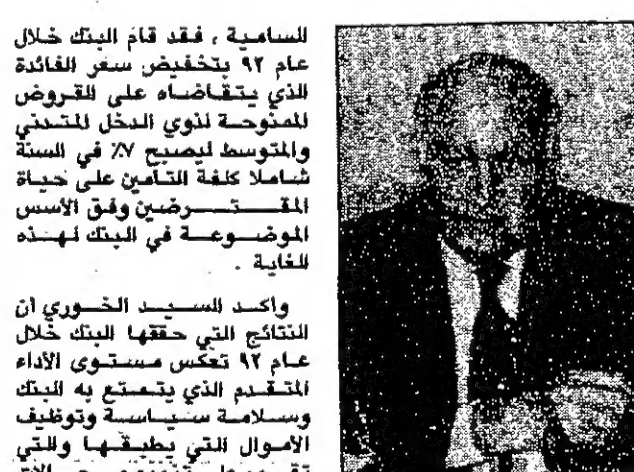 السامية ، فقد قام البنك خلال
عام ٩٢ بتخفيض سعر الفائدة
الذي يتقاضاه على القروض
الممنوحة لذوي الدخل المتدني
والمتوسط ليصبح ٧٪ في السنة
شاملا كلفة التأمين على حياة
المقتــرضين وفق الأسس
الموضوعة في البنك لهذه
الغاية .
واكد السيد الخوري ان
النتائج التي حققها البنك خلال
عام ٩٢ تعكس مستوى الأداء
المتقدم الذي يتمتع به البنك
وسلامة سياسة وتوظيف
الأموال التي يطبقها والتي